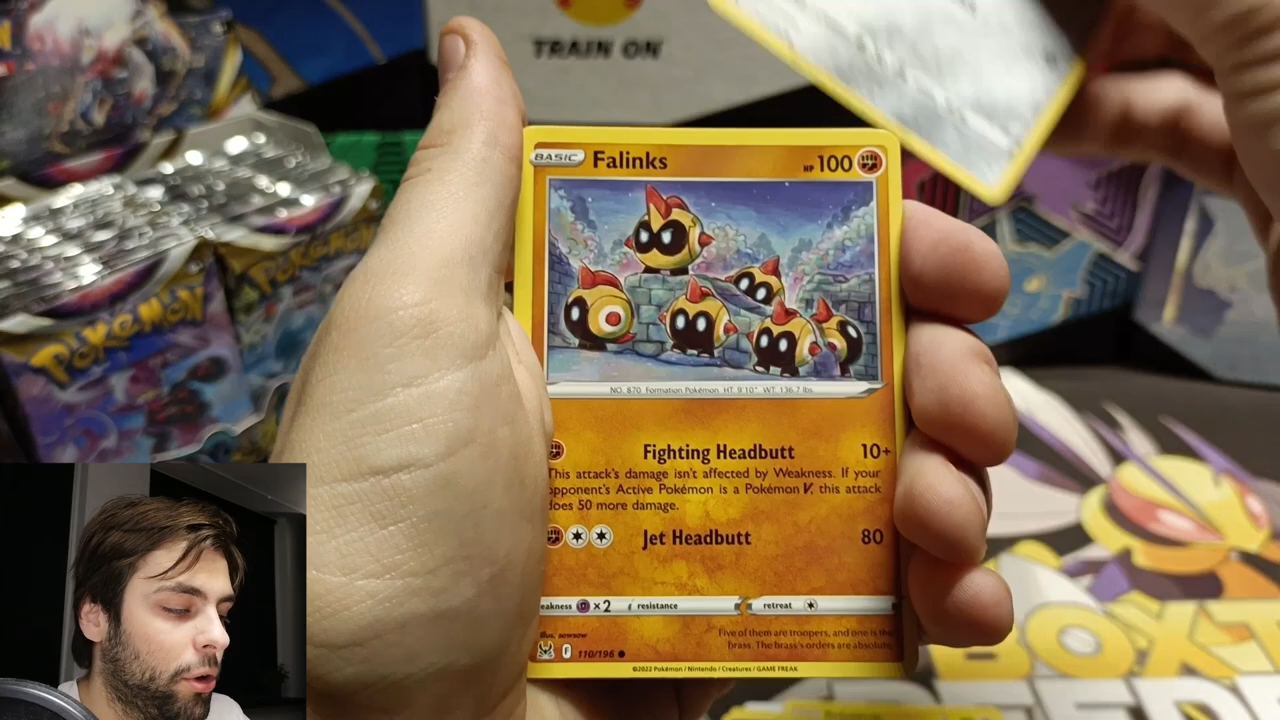 TRAIN ON
POKÉMON
POKÉMON
BASIC Falinks HP 100
NO. 870 Formation Pokémon HT: 9'10" WT: 136.7 lbs.
Fighting Headbutt 10+
This attack's damage isn't affected by Weakness. If your
opponent's Active Pokémon is a Pokémon V, this attack
does 50 more damage.
Jet Headbutt 80
eakness ×2 resistance retreat
Illus. sowsow
Five of them are troopers, and one is the
brass. The brass's orders are absolute.
F 110/196
©2022 Pokémon / Nintendo / Creatures / GAME FREAK